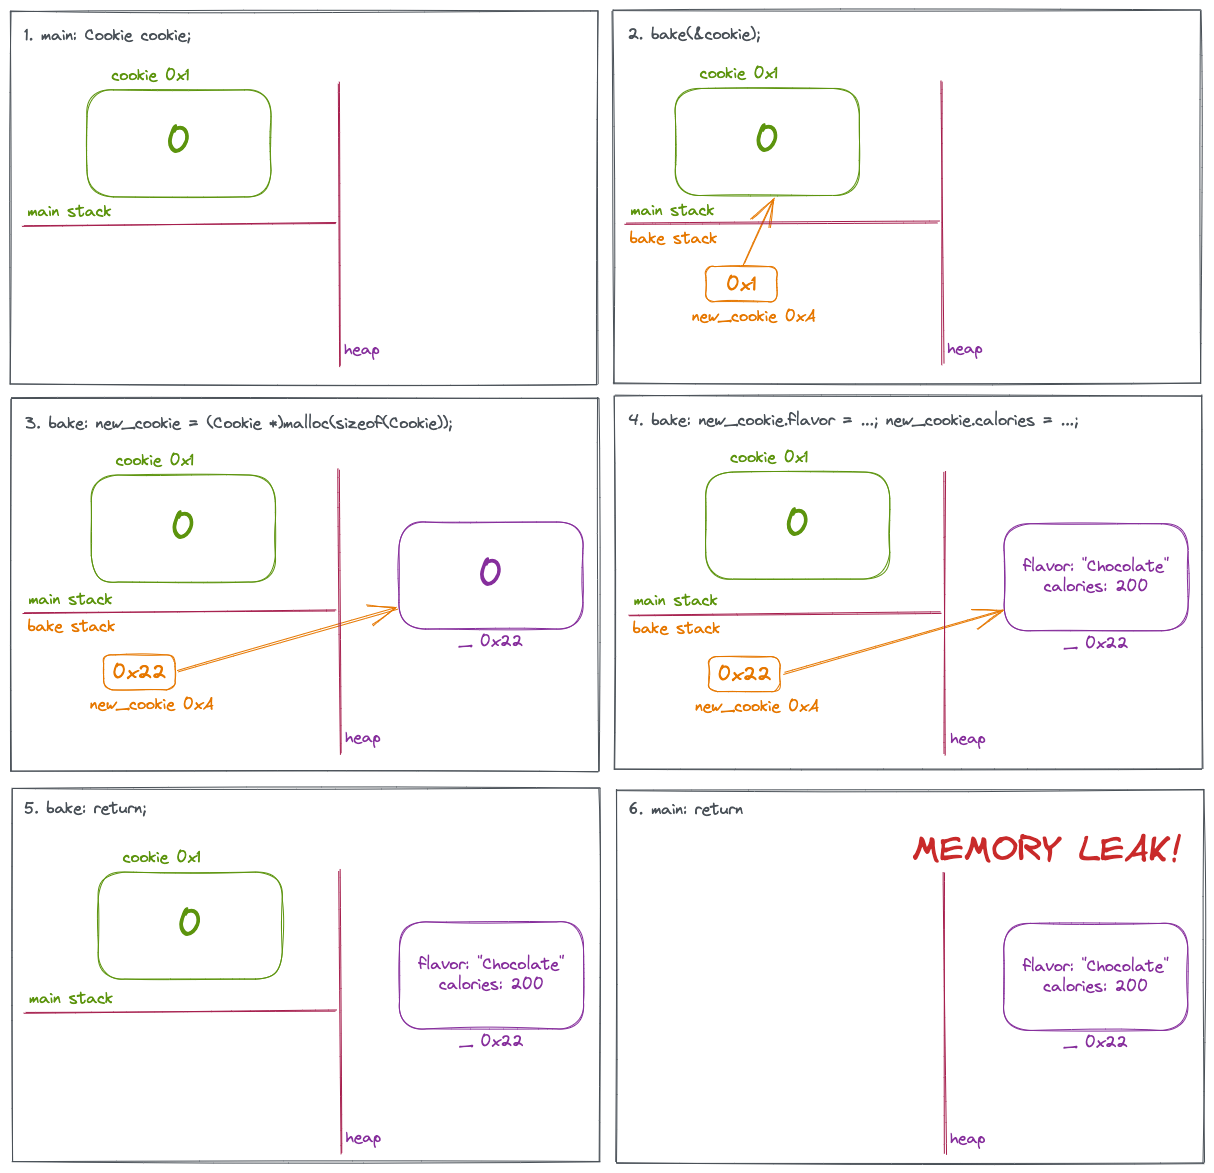 1. main: Cookie cookie;
cookie 0x1
0
main stack
heap
2. bake(&cookie);
cookie 0x1
0
main stack
bake stack
0x1
new_cookie 0xA
heap
3. bake: new_cookie = (Cookie *)malloc(sizeof(Cookie));
cookie 0x1
0
0
main stack
bake stack
_ 0x22
0x22
new_cookie 0xA
heap
4. bake: new_cookie.flavor = ...; new_cookie.calories = ...;
cookie 0x1
0
flavor: "Chocolate"
calories: 200
main stack
bake stack
_ 0x22
0x22
new_cookie 0xA
heap
5. bake: return;
cookie 0x1
0
flavor: "Chocolate"
calories: 200
main stack
_ 0x22
heap
6. main: return
MEMORY LEAK!
flavor: "Chocolate"
calories: 200
_ 0x22
heap